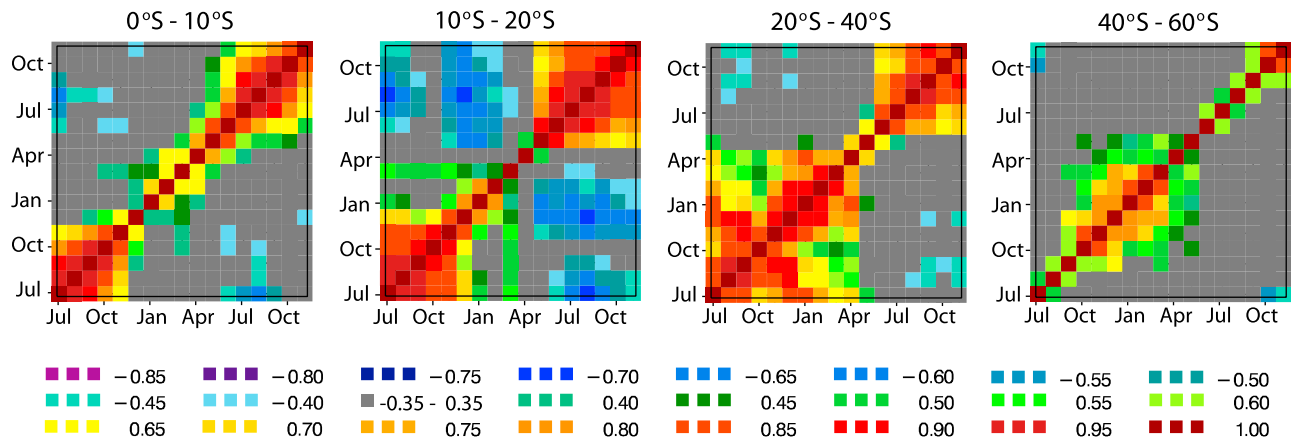 0°S - 10°S 10°S - 20°S 20°S - 40°S 40°S - 60°S
Oct Oct Oct Oct
Jul Jul Jul Jul
Apr Apr Apr Apr
Jan Jan Jan Jan
Oct Oct Oct Oct
Jul Jul Jul Jul
Jul Oct Jan Apr Jul Oct Jul Oct Jan Apr Jul Oct Jul Oct Jan Apr Jul Oct Jul Oct Jan Apr Jul Oct
−0.85 −0.80 −0.75 −0.70 −0.65 −0.60 −0.55 −0.50
−0.45 −0.40 -0.35 - 0.35 0.40 0.45 0.50 0.55 0.60
0.65 0.70 0.75 0.80 0.85 0.90 0.95 1.00